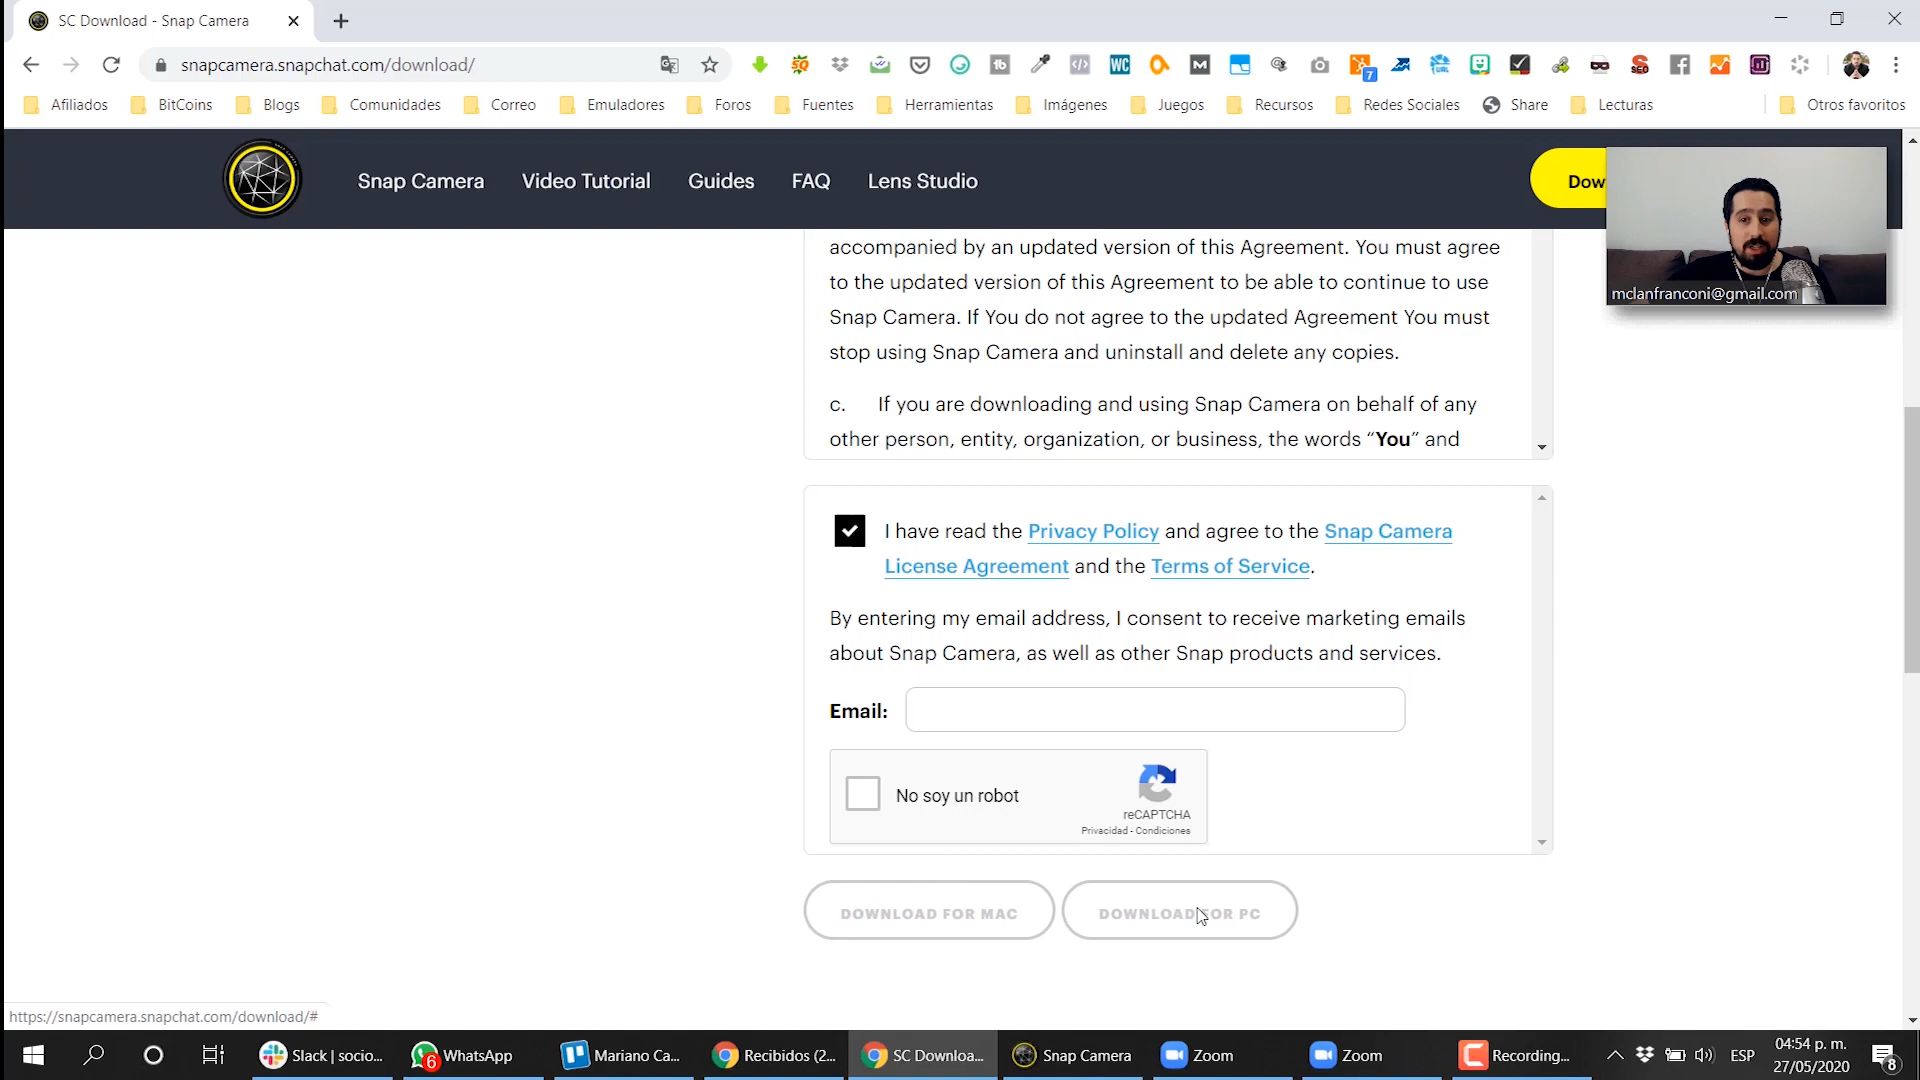 SC Download - Snap Camera
snapcamera.snapchat.com/download/
SQ
tb
WC
M
7
URL
SEO
Afiliados
BitCoins
Blogs
Comunidades
Correo
Emuladores
Foros
Fuentes
Herramientas
Imágenes
Juegos
Recursos
Redes Sociales
Share
Lecturas
Otros favoritos
Snap Camera
Video Tutorial
Guides
FAQ
Lens Studio
Dow
mclanfranconi@gmail.com
accompanied by an updated version of this Agreement. You must agree
to the updated version of this Agreement to be able to continue to use
Snap Camera. If You do not agree to the updated Agreement You must
stop using Snap Camera and uninstall and delete any copies.
c. If you are downloading and using Snap Camera on behalf of any
other person, entity, organization, or business, the words “You” and
I have read the Privacy Policy and agree to the Snap Camera
License Agreement and the Terms of Service.
By entering my email address, I consent to receive marketing emails
about Snap Camera, as well as other Snap products and services.
Email:
No soy un robot
reCAPTCHA
Privacidad - Condiciones
DOWNLOAD FOR MAC
DOWNLOAD FOR PC
https://snapcamera.snapchat.com/download/#
Slack | socio...
6
WhatsApp
Mariano Ca...
Recibidos (2...
SC Downloa...
Snap Camera
Zoom
Zoom
Recording...
ESP
04:54 p. m.
27/05/2020
8